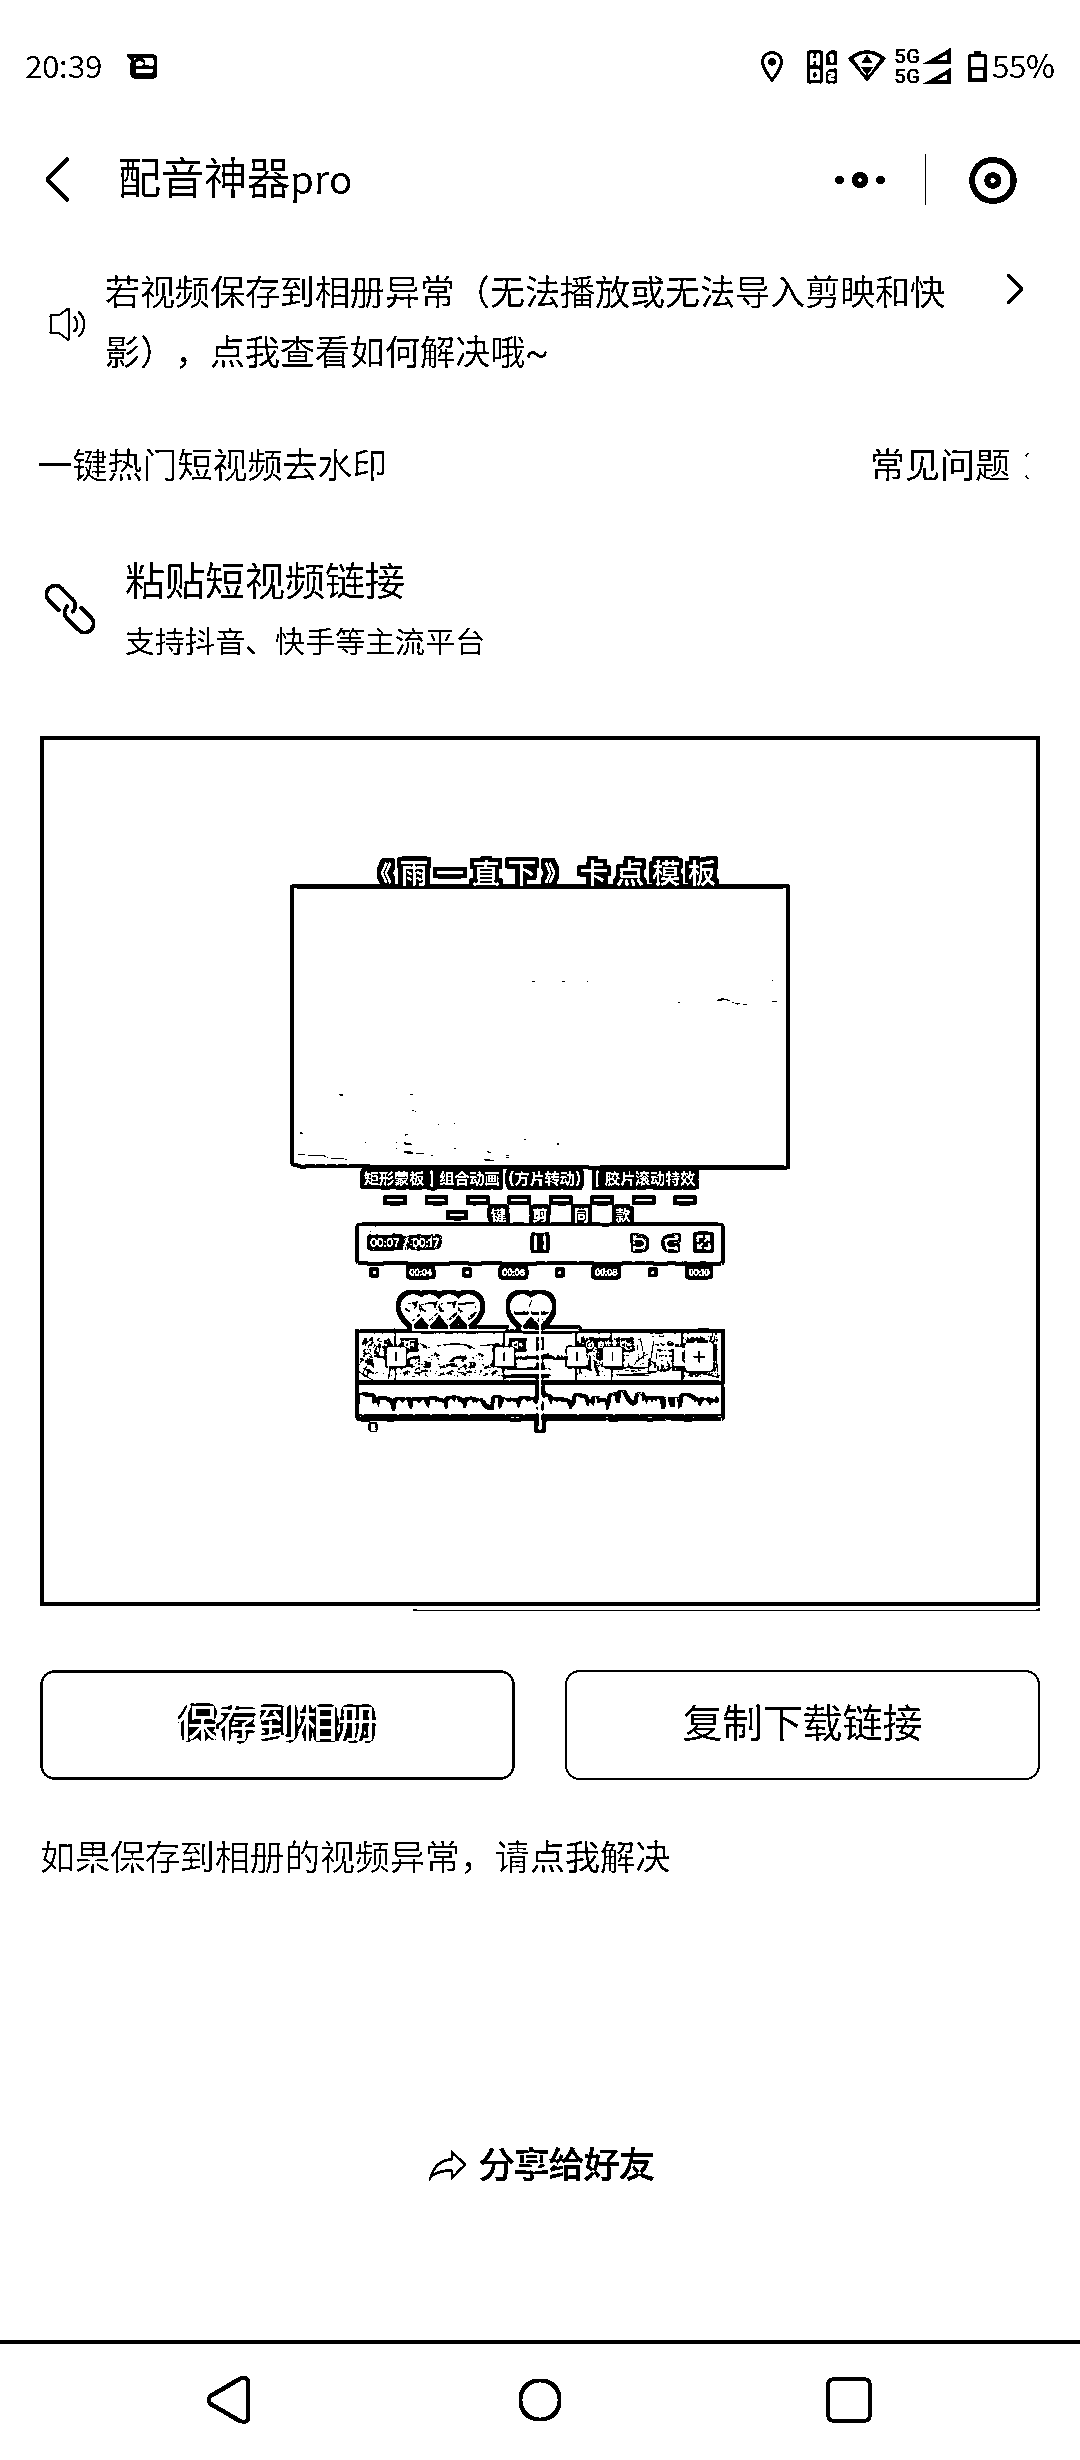 20:39
5G
5G
55%
配音神器pro
若视频保存到相册异常（无法播放或无法导入剪映和快
影），点我查看如何解决哦~
一键热门短视频去水印
常见问题
粘贴短视频链接
支持抖音、快手等主流平台
《雨一直下》卡点模板
矩形蒙板 | 组合动画（方片转动） | 胶片滚动特效
键 剪 同 款
00:07 / 00:17
00:04 00:06 00:08 00:10
保存到相册
复制下载链接
如果保存到相册的视频异常，请点我解决
分享给好友